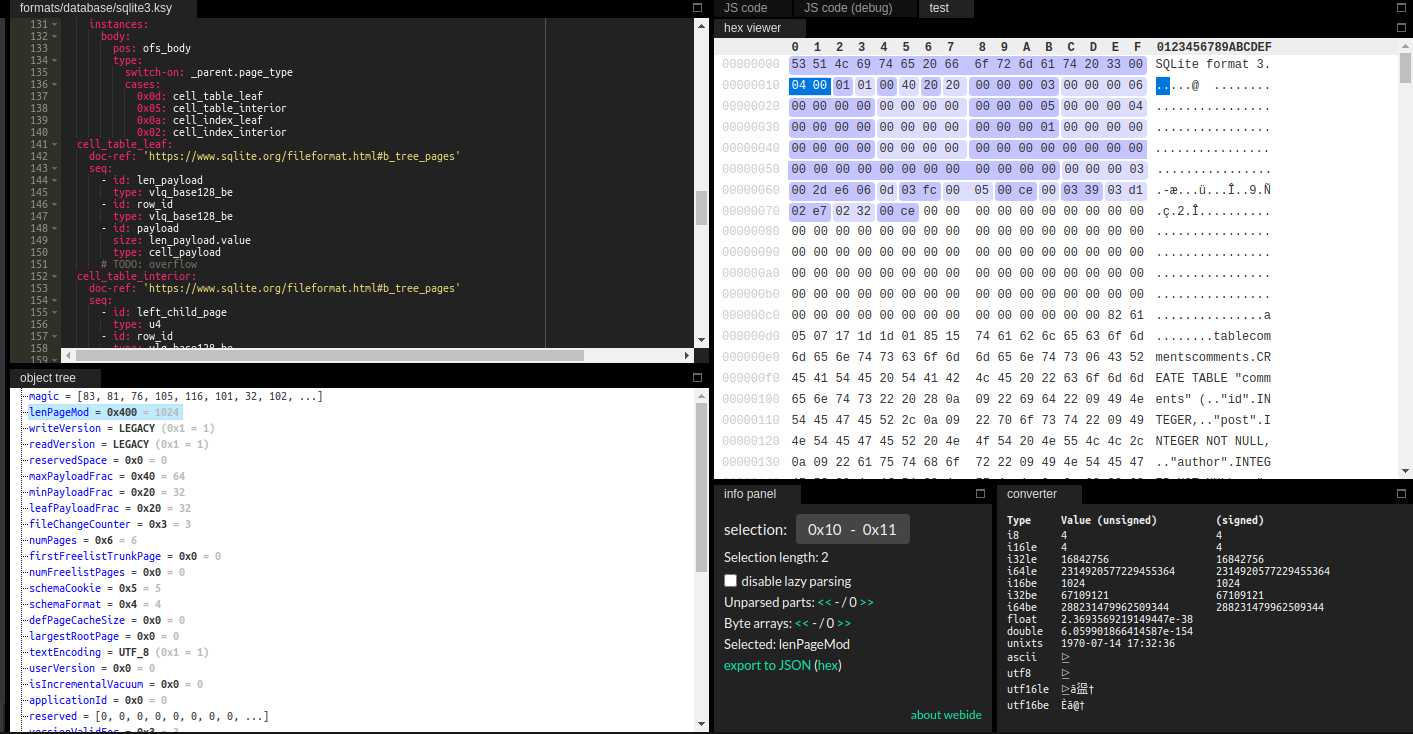 formats/database/sqlite3.ksy
131 instances:
132 body:
133 pos: ofs_body
134 type:
135 switch-on: _parent.page_type
136 cases:
137 0x0d: cell_table_leaf
138 0x05: cell_table_interior
139 0x0a: cell_index_leaf
140 0x02: cell_index_interior
141 cell_table_leaf:
142 doc-ref: 'https://www.sqlite.org/fileformat.html#b_tree_pages'
143 seq:
144 - id: len_payload
145 type: vlq_base128_be
146 - id: row_id
147 type: vlq_base128_be
148 - id: payload
149 size: len_payload.value
150 type: cell_payload
151 # TODO: overflow
152 cell_table_interior:
153 doc-ref: 'https://www.sqlite.org/fileformat.html#b_tree_pages'
154 seq:
155 - id: left_child_page
156 type: u4
157 - id: row_id
158 type: vlq_base128_be
159
object tree
magic = [83, 81, 76, 105, 116, 101, 32, 102, ...]
lenPageMod = 0x400 = 1024
writeVersion = LEGACY (0x1 = 1)
readVersion = LEGACY (0x1 = 1)
reservedSpace = 0x0 = 0
maxPayloadFrac = 0x40 = 64
minPayloadFrac = 0x20 = 32
leafPayloadFrac = 0x20 = 32
fileChangeCounter = 0x3 = 3
numPages = 0x6 = 6
firstFreelistTrunkPage = 0x0 = 0
numFreelistPages = 0x0 = 0
schemaCookie = 0x5 = 5
schemaFormat = 0x4 = 4
defPageCacheSize = 0x0 = 0
largestRootPage = 0x0 = 0
textEncoding = UTF_8 (0x1 = 1)
userVersion = 0x0 = 0
isIncrementalVacuum = 0x0 = 0
applicationId = 0x0 = 0
reserved = [0, 0, 0, 0, 0, 0, 0, 0, ...]
versionValidFor = 0x3 = 3
JS code JS code (debug) test
hex viewer
0 1 2 3 4 5 6 7 8 9 A B C D E F 0123456789ABCDEF
00000000 53 51 4c 69 74 65 20 66 6f 72 6d 61 74 20 33 00 SQLite format 3.
00000010 04 00 01 01 00 40 20 20 00 00 00 03 00 00 00 06 .....@  ........
00000020 00 00 00 00 00 00 00 00 00 00 00 05 00 00 00 04 ................
00000030 00 00 00 00 00 00 00 00 00 00 00 01 00 00 00 00 ................
00000040 00 00 00 00 00 00 00 00 00 00 00 00 00 00 00 00 ................
00000050 00 00 00 00 00 00 00 00 00 00 00 00 00 00 00 03 ................
00000060 00 2d e6 06 0d 03 fc 00 05 00 ce 00 03 39 03 d1 .-æ...ü...Î..9.Ñ
00000070 02 e7 02 32 00 ce 00 00 00 00 00 00 00 00 00 00 .ç.2.Î..........
00000080 00 00 00 00 00 00 00 00 00 00 00 00 00 00 00 00 ................
00000090 00 00 00 00 00 00 00 00 00 00 00 00 00 00 00 00 ................
000000a0 00 00 00 00 00 00 00 00 00 00 00 00 00 00 00 00 ................
000000b0 00 00 00 00 00 00 00 00 00 00 00 00 00 00 00 00 ................
000000c0 00 00 00 00 00 00 00 00 00 00 00 00 00 00 82 61 ...............a
000000d0 05 07 17 1d 1d 01 85 15 74 61 62 6c 65 63 6f 6d ........tablecom
000000e0 6d 65 6e 74 73 63 6f 6d 6d 65 6e 74 73 06 43 52 mentscomments.CR
000000f0 45 41 54 45 20 54 41 42 4c 45 20 22 63 6f 6d 6d EATE TABLE "comm
00000100 65 6e 74 73 22 20 28 0a 09 22 69 64 22 09 49 4e ents" (.."id".IN
00000110 54 45 47 45 52 2c 0a 09 22 70 6f 73 74 22 09 49 TEGER,.."post".I
00000120 4e 54 45 47 45 52 20 4e 4f 54 20 4e 55 4c 4c 2c NTEGER NOT NULL,
00000130 0a 09 22 61 75 74 68 6f 72 22 09 49 4e 54 45 47 .."author".INTEG
info panel
selection: 0x10 - 0x11
Selection length: 2
disable lazy parsing
Unparsed parts: << - / 0 >>
Byte arrays: << - / 0 >>
Selected: lenPageMod
export to JSON (hex)
about webide
converter
Type Value (unsigned) (signed)
i8 4 4
i16le 4 4
i32le 16842756 16842756
i64le 2314920577229455364 2314920577229455364
i16be 1024 1024
i32be 67109121 67109121
i64be 288231479962509344 288231479962509344
float 2.3693569219149447e-38
double 6.059901866414587e-154
unixts 1970-07-14 17:32:36
ascii
utf8
utf16le
utf16be